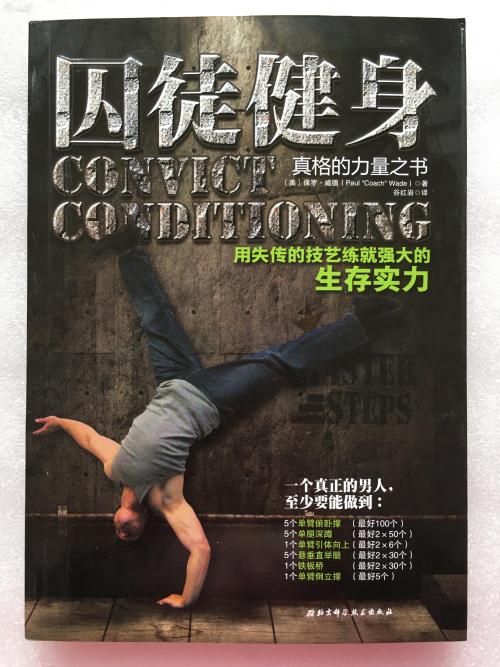 囚徒健身
CONVICT
CONDITIONING
真格的力量之书
〔美〕保罗·威德（Paul "Coach" Wade）◎著
谷红岩◎译
用失传的技艺练就强大的
生存实力
MASTER
STEPS
一个真正的男人，
至少要能做到：
5个单臂俯卧撑 （最好100个）
5个单腿深蹲 （最好2×50个）
1个单臂引体向上（最好2×6个）
5个悬垂直举腿 （最好2×30个）
1个铁板桥 （最好2×30个）
1个单臂倒立撑 （最好5个）
北京科学技术出版社